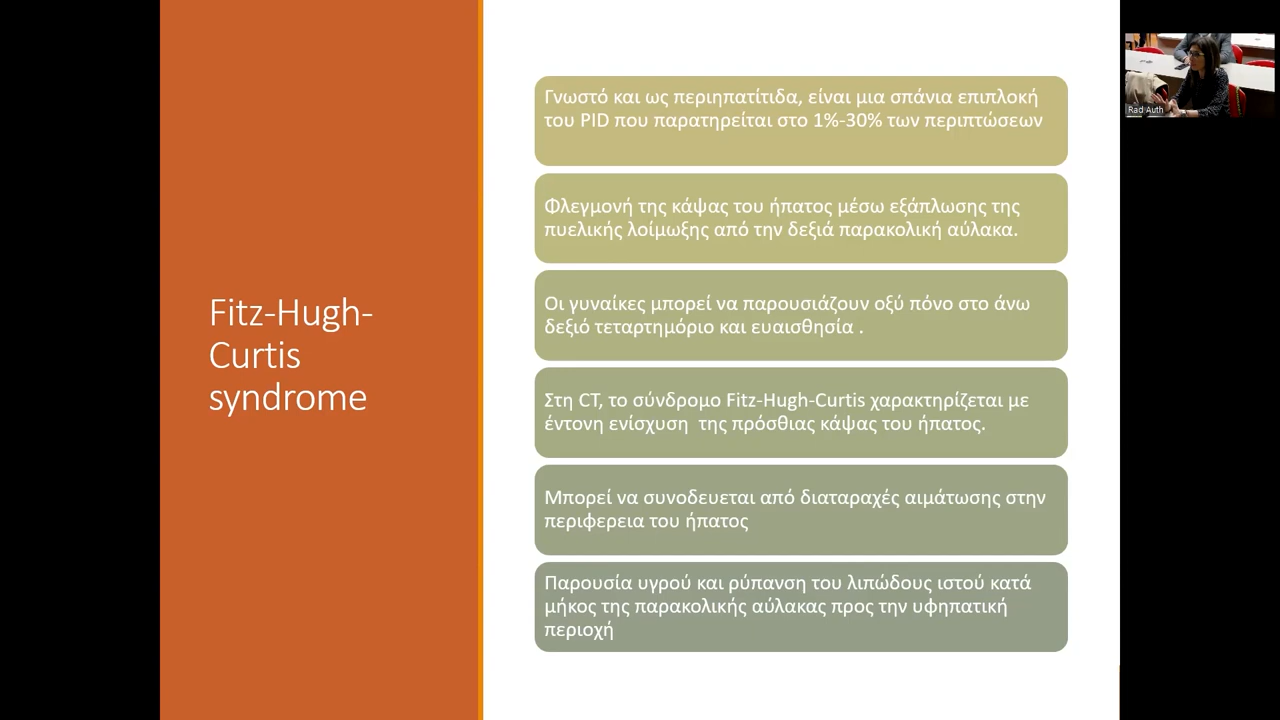 Fitz-Hugh-
Curtis
syndrome
Γνωστό και ως περιηπατίτιδα, είναι μια σπάνια επιπλοκή
του PID που παρατηρείται στο 1%-30% των περιπτώσεων
Φλεγμονή της κάψας του ήπατος μέσω εξάπλωσης της
πυελικής λοίμωξης από την δεξιά παρακολική αύλακα.
Οι γυναίκες μπορεί να παρουσιάζουν οξύ πόνο στο άνω
δεξιό τεταρτημόριο και ευαισθησία .
Στη CT, το σύνδρομο Fitz-Hugh-Curtis χαρακτηρίζεται με
έντονη ενίσχυση  της πρόσθιας κάψας του ήπατος.
Μπορεί να συνοδευεται από διαταραχές αιμάτωσης στην
περιφερεια του ήπατος
Παρουσία υγρού και ρύπανση του λιπώδους ιστού κατά
μήκος της παρακολικής αύλακας προς την υφηπατική
περιοχή
Rad Auth